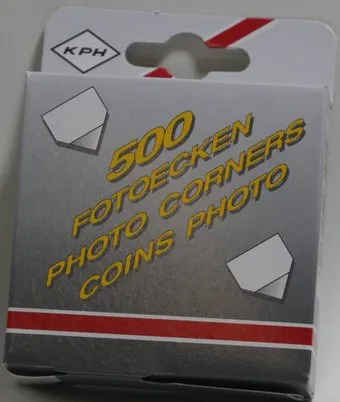 KPH
500
FOTOECKEN
PHOTO CORNERS
COINS PHOTO